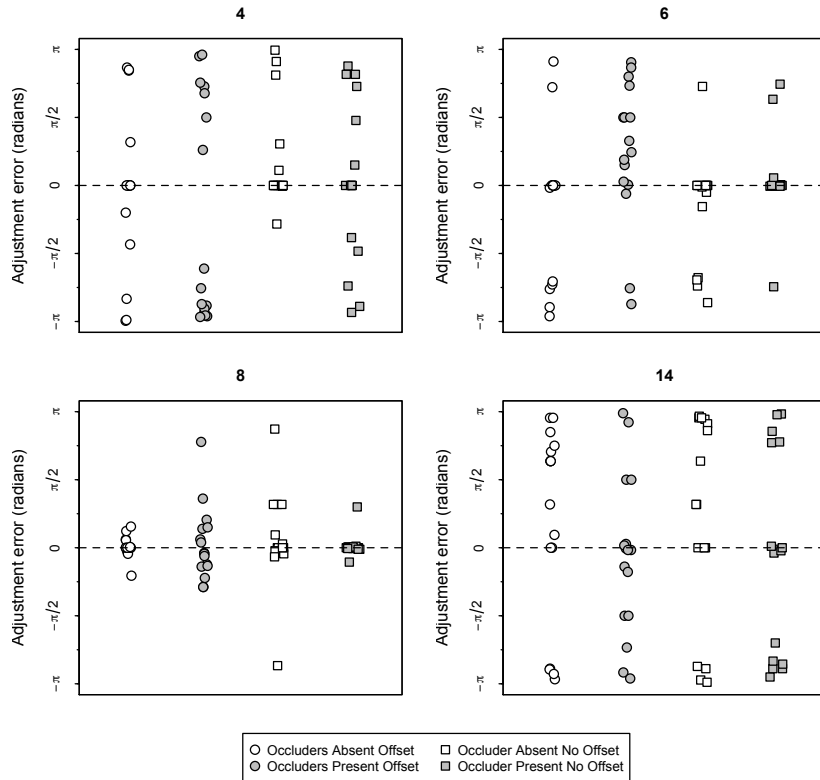 4
6
Adjustment error (radians)
π
π/2
0
−π/2
−π
Adjustment error (radians)
π
π/2
0
−π/2
−π
8
14
Adjustment error (radians)
π
π/2
0
−π/2
−π
Adjustment error (radians)
π
π/2
0
−π/2
−π
Occluders Absent Offset
Occluder Absent No Offset
Occluders Present Offset
Occluder Present No Offset